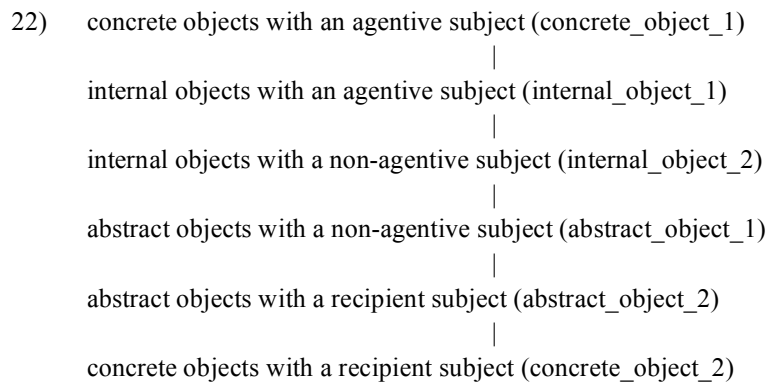 22) concrete objects with an agentive subject (concrete_object_1)
|
internal objects with an agentive subject (internal_object_1)
|
internal objects with a non-agentive subject (internal_object_2)
|
abstract objects with a non-agentive subject (abstract_object_1)
|
abstract objects with a recipient subject (abstract_object_2)
|
concrete objects with a recipient subject (concrete_object_2)